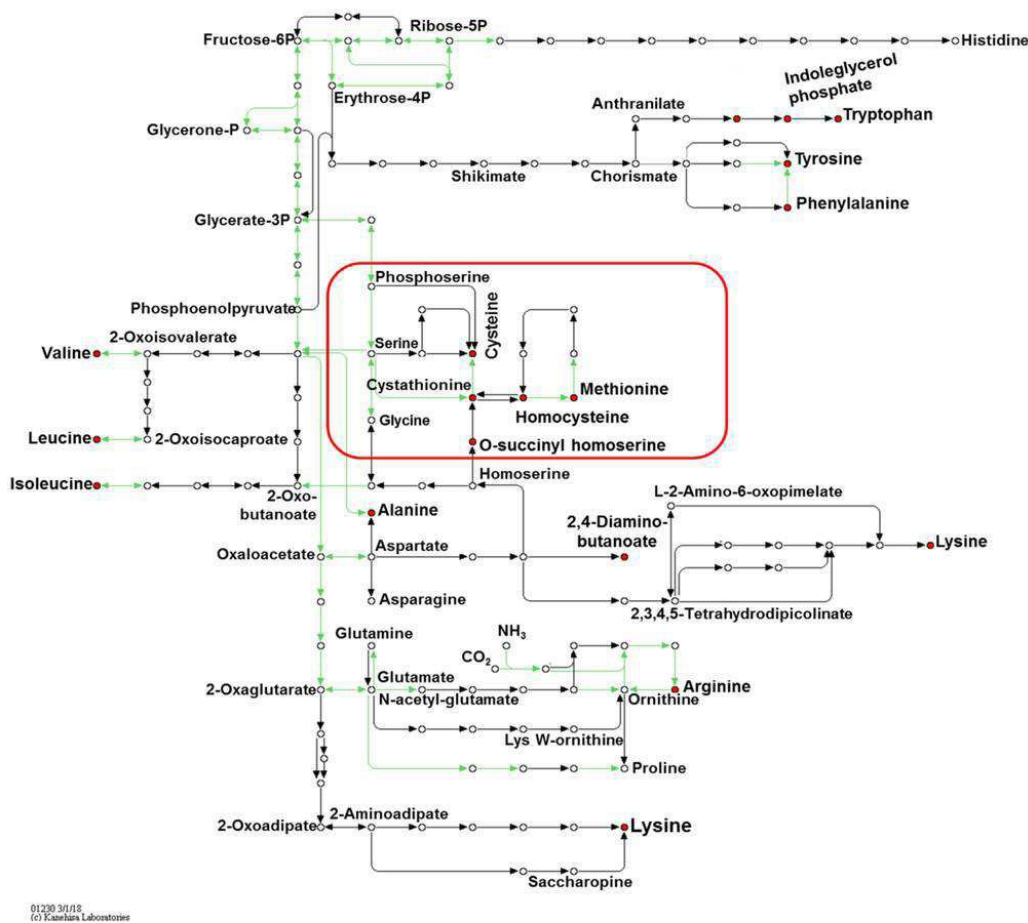 Ribose-5P
Fructose-6P
Histidine
Indoleglycerol
phosphate
Erythrose-4P
Anthranilate
Tryptophan
Glycerone-P
Shikimate
Chorismate
Tyrosine
Phenylalanine
Glycerate-3P
Phosphoserine
Phosphoenolpyruvate
Cysteine
2-Oxoisovalerate
Serine
Valine
Cystathionine
Methionine
Homocysteine
Glycine
Leucine
2-Oxoisocaproate
O-succinyl homoserine
Homoserine
Isoleucine
2-Oxo-
butanoate
L-2-Amino-6-oxopimelate
Alanine
2,4-Diamino-
butanoate
Oxaloacetate
Aspartate
Lysine
Asparagine
2,3,4,5-Tetrahydrodipicolinate
Glutamine
NH3
CO2
Glutamate
2-Oxaglutarate
N-acetyl-glutamate
Ornithine
Arginine
Lys W-ornithine
Proline
2-Aminoadipate
2-Oxoadipate
Lysine
Saccharopine
01230 3/1/18
(c) Kanehisa Laboratories